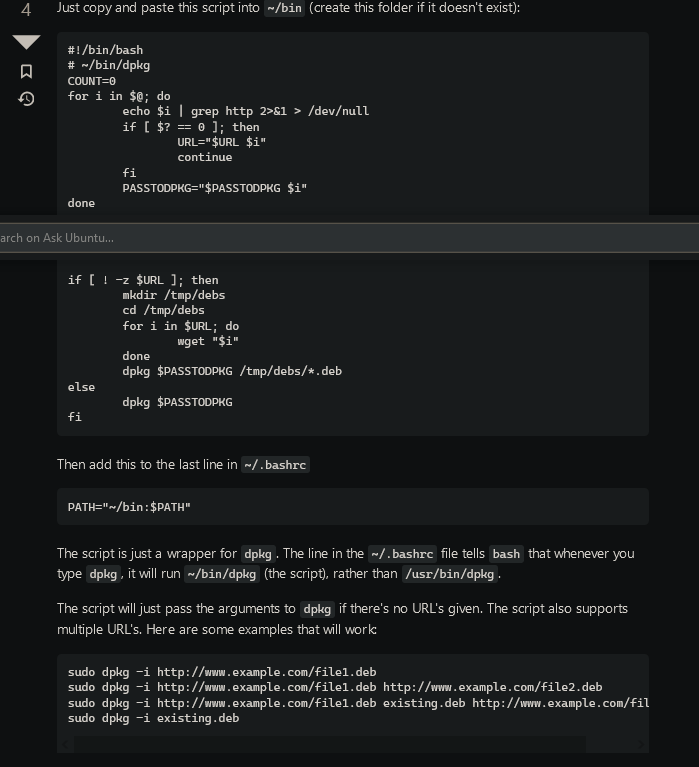 4
Just copy and paste this script into ~/bin (create this folder if it doesn't exist):
#!/bin/bash
# ~/bin/dpkg
COUNT=0
for i in $@; do
echo $i | grep http 2>&1 > /dev/null
if [ $? == 0 ]; then
URL="$URL $i"
continue
fi
PASSTODPKG="$PASSTODPKG $i"
done
arch on Ask Ubuntu...
if [ ! -z $URL ]; then
mkdir /tmp/debs
cd /tmp/debs
for i in $URL; do
wget "$i"
done
dpkg $PASSTODPKG /tmp/debs/*.deb
else
dpkg $PASSTODPKG
fi
Then add this to the last line in ~/.bashrc
PATH="~/bin:$PATH"
The script is just a wrapper for dpkg. The line in the ~/.bashrc file tells bash that whenever you
type dpkg, it will run ~/bin/dpkg (the script), rather than /usr/bin/dpkg.
The script will just pass the arguments to dpkg if there's no URL's given. The script also supports
multiple URL's. Here are some examples that will work:
sudo dpkg -i http://www.example.com/file1.deb
sudo dpkg -i http://www.example.com/file1.deb http://www.example.com/file2.deb
sudo dpkg -i http://www.example.com/file1.deb existing.deb http://www.example.com/fil
sudo dpkg -i existing.deb